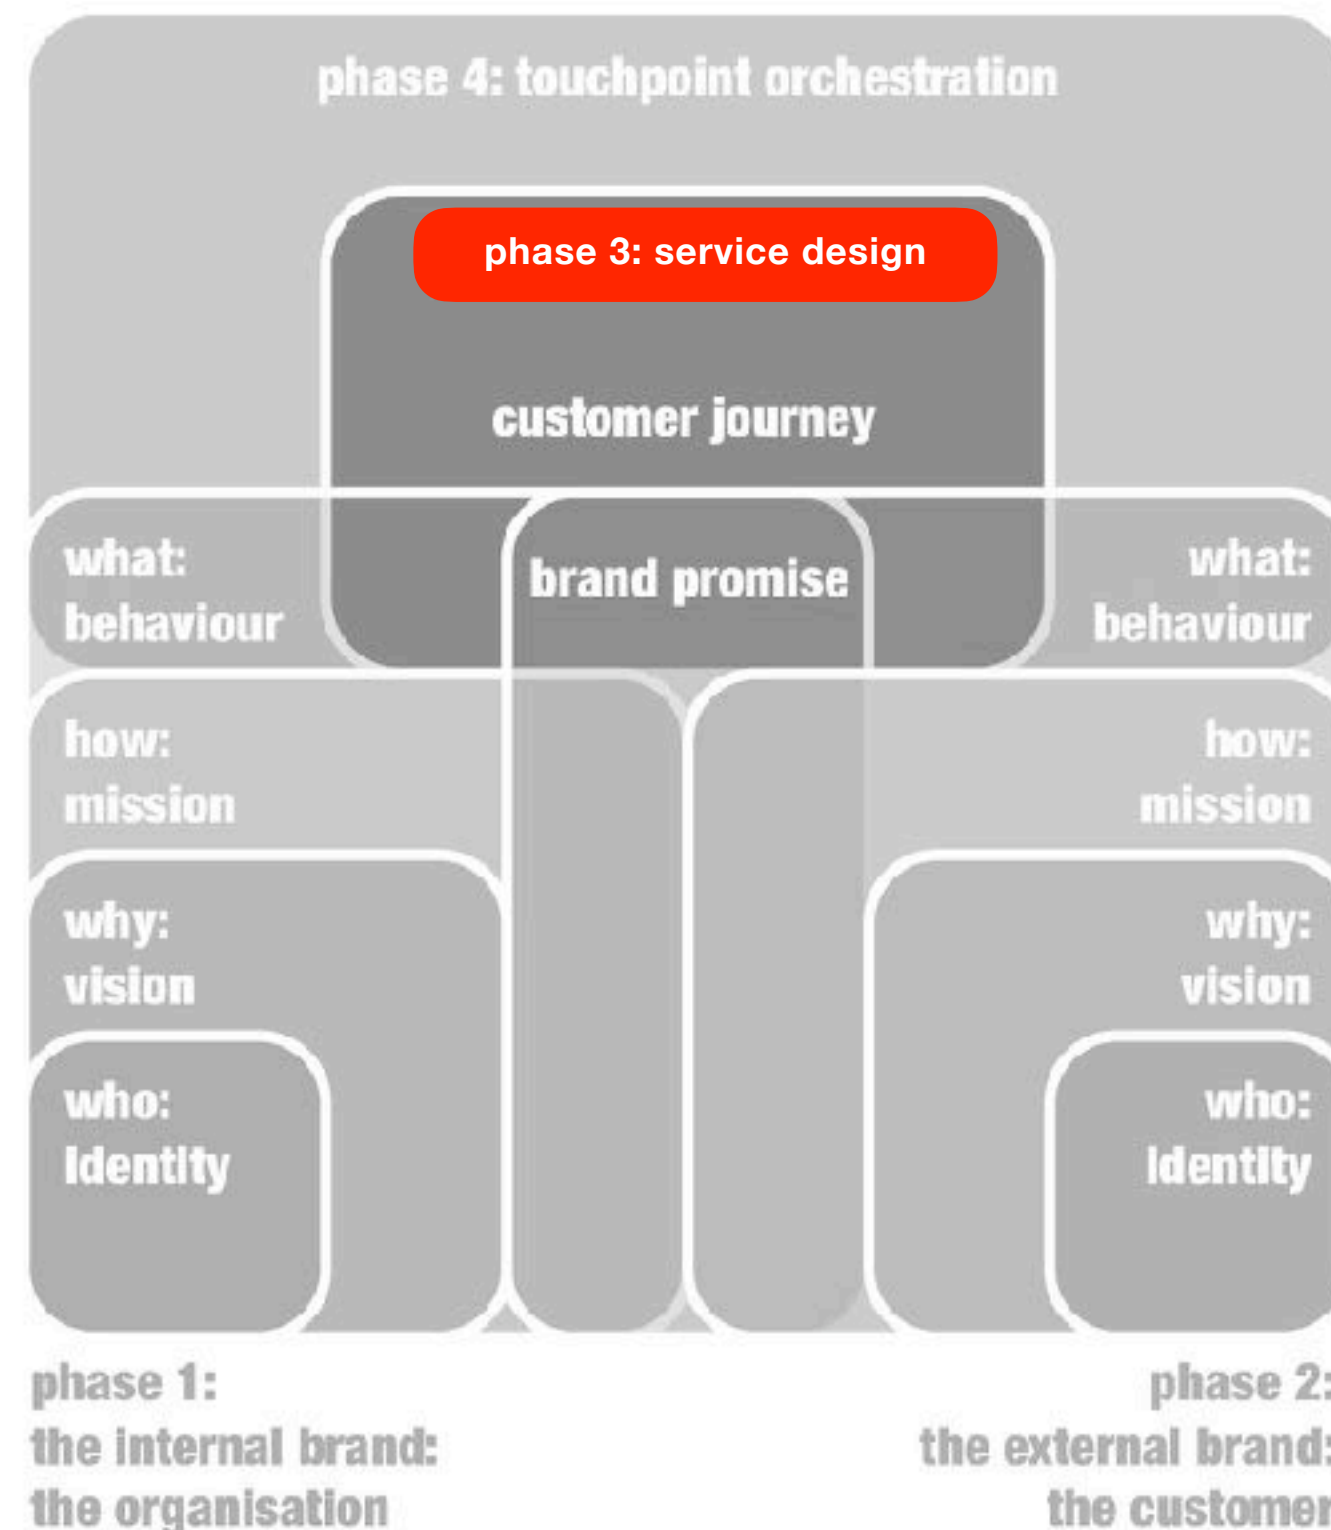 phase 4: touchpoint orchestration
phase 3: service design
customer journey
brand promise
what:
behaviour
what:
behaviour
how:
mission
how:
mission
why:
vision
why:
vision
who:
identity
who:
identity
phase 1:
the internal brand:
the organisation
phase 2:
the external brand:
the customer